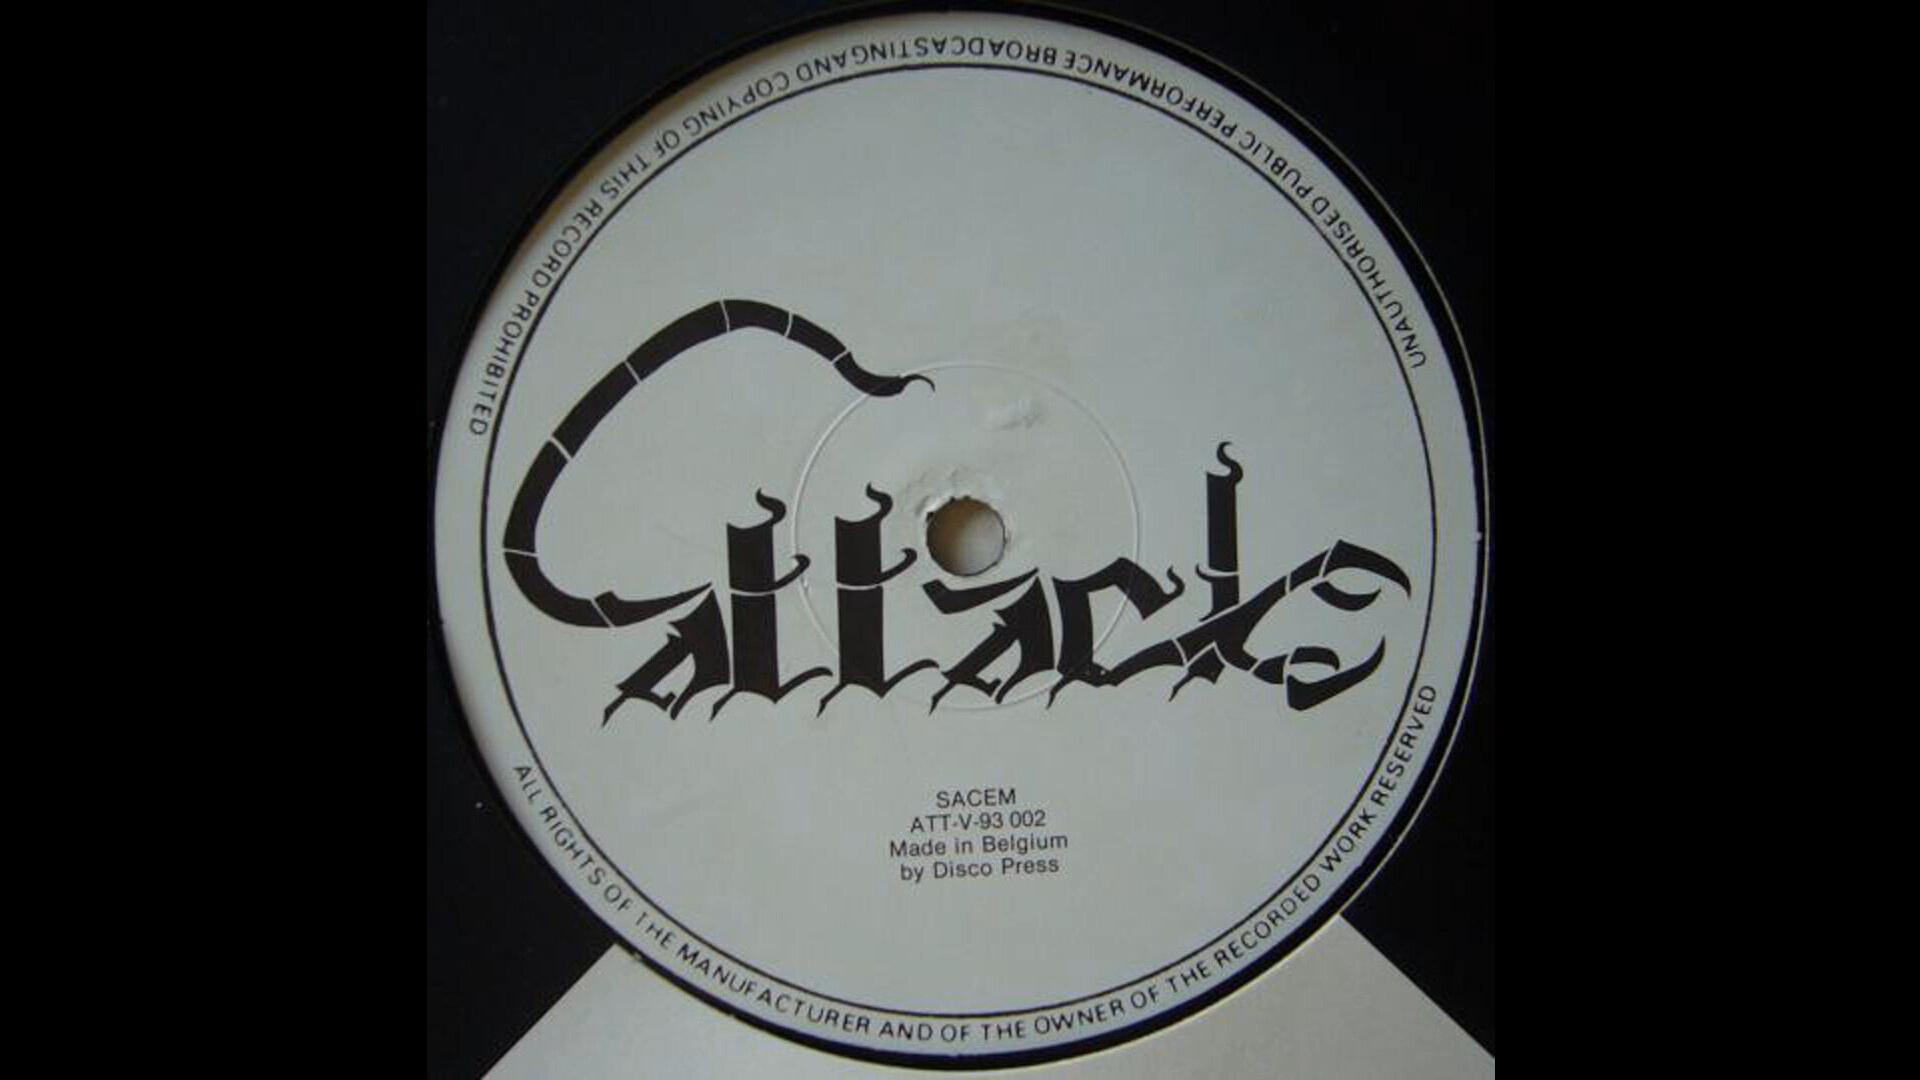 UNAUTHORISED PUBLIC PERFORMANCE BROADCASTING AND COPYING OF THIS RECORD PROHIBITED
attack
SACEM
ATT-V-93 002
Made in Belgium
by Disco Press
ALL RIGHTS OF THE MANUFACTURER AND OF THE OWNER OF THE RECORDED WORK RESERVED